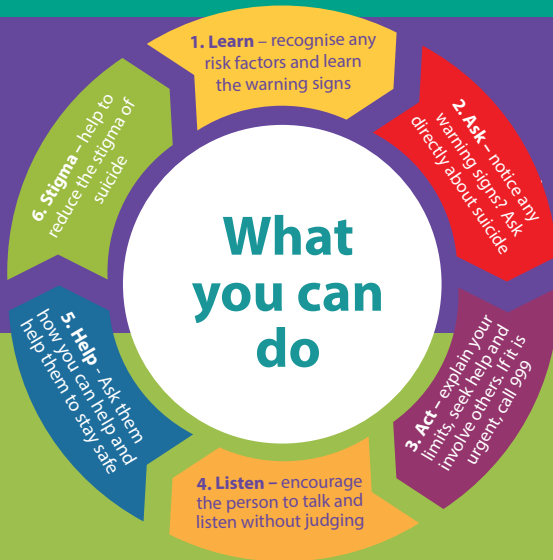 1. Learn – recognise any
risk factors and learn
the warning signs
2. Ask – notice any
warning signs? Ask
directly about suicide
3. Act – explain your
limits, seek help and
involve others. If it is
urgent, call 999
4. Listen – encourage
the person to talk and
listen without judging
5. Help - Ask them
how you can help and
help them to stay safe
6. Stigma – help to
reduce the stigma of
suicide
What
you can
do